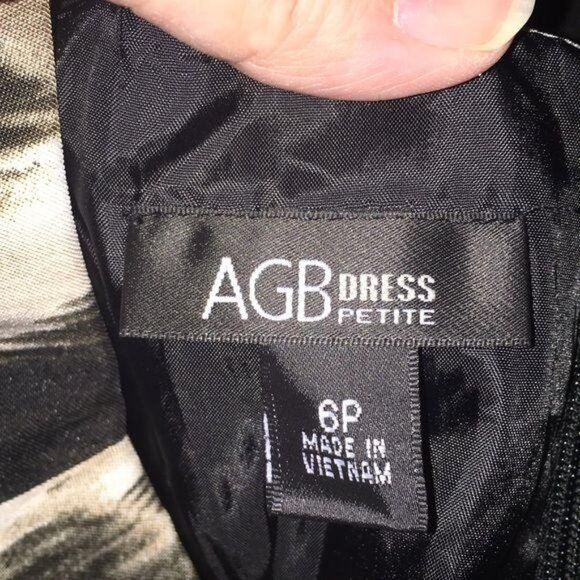 AGB DRESS
PETITE
6P
MADE IN
VIETNAM